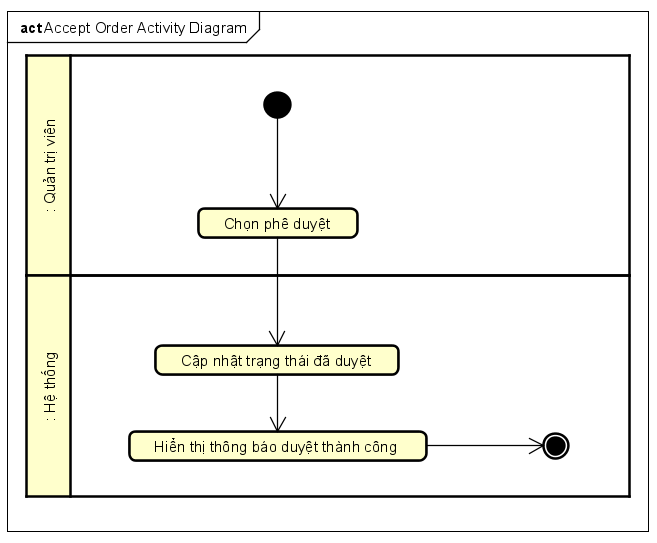 act Accept Order Activity Diagram
: Quản trị viên
Chọn phê duyệt
: Hệ thống
Cập nhật trạng thái đã duyệt
Hiển thị thông báo duyệt thành công